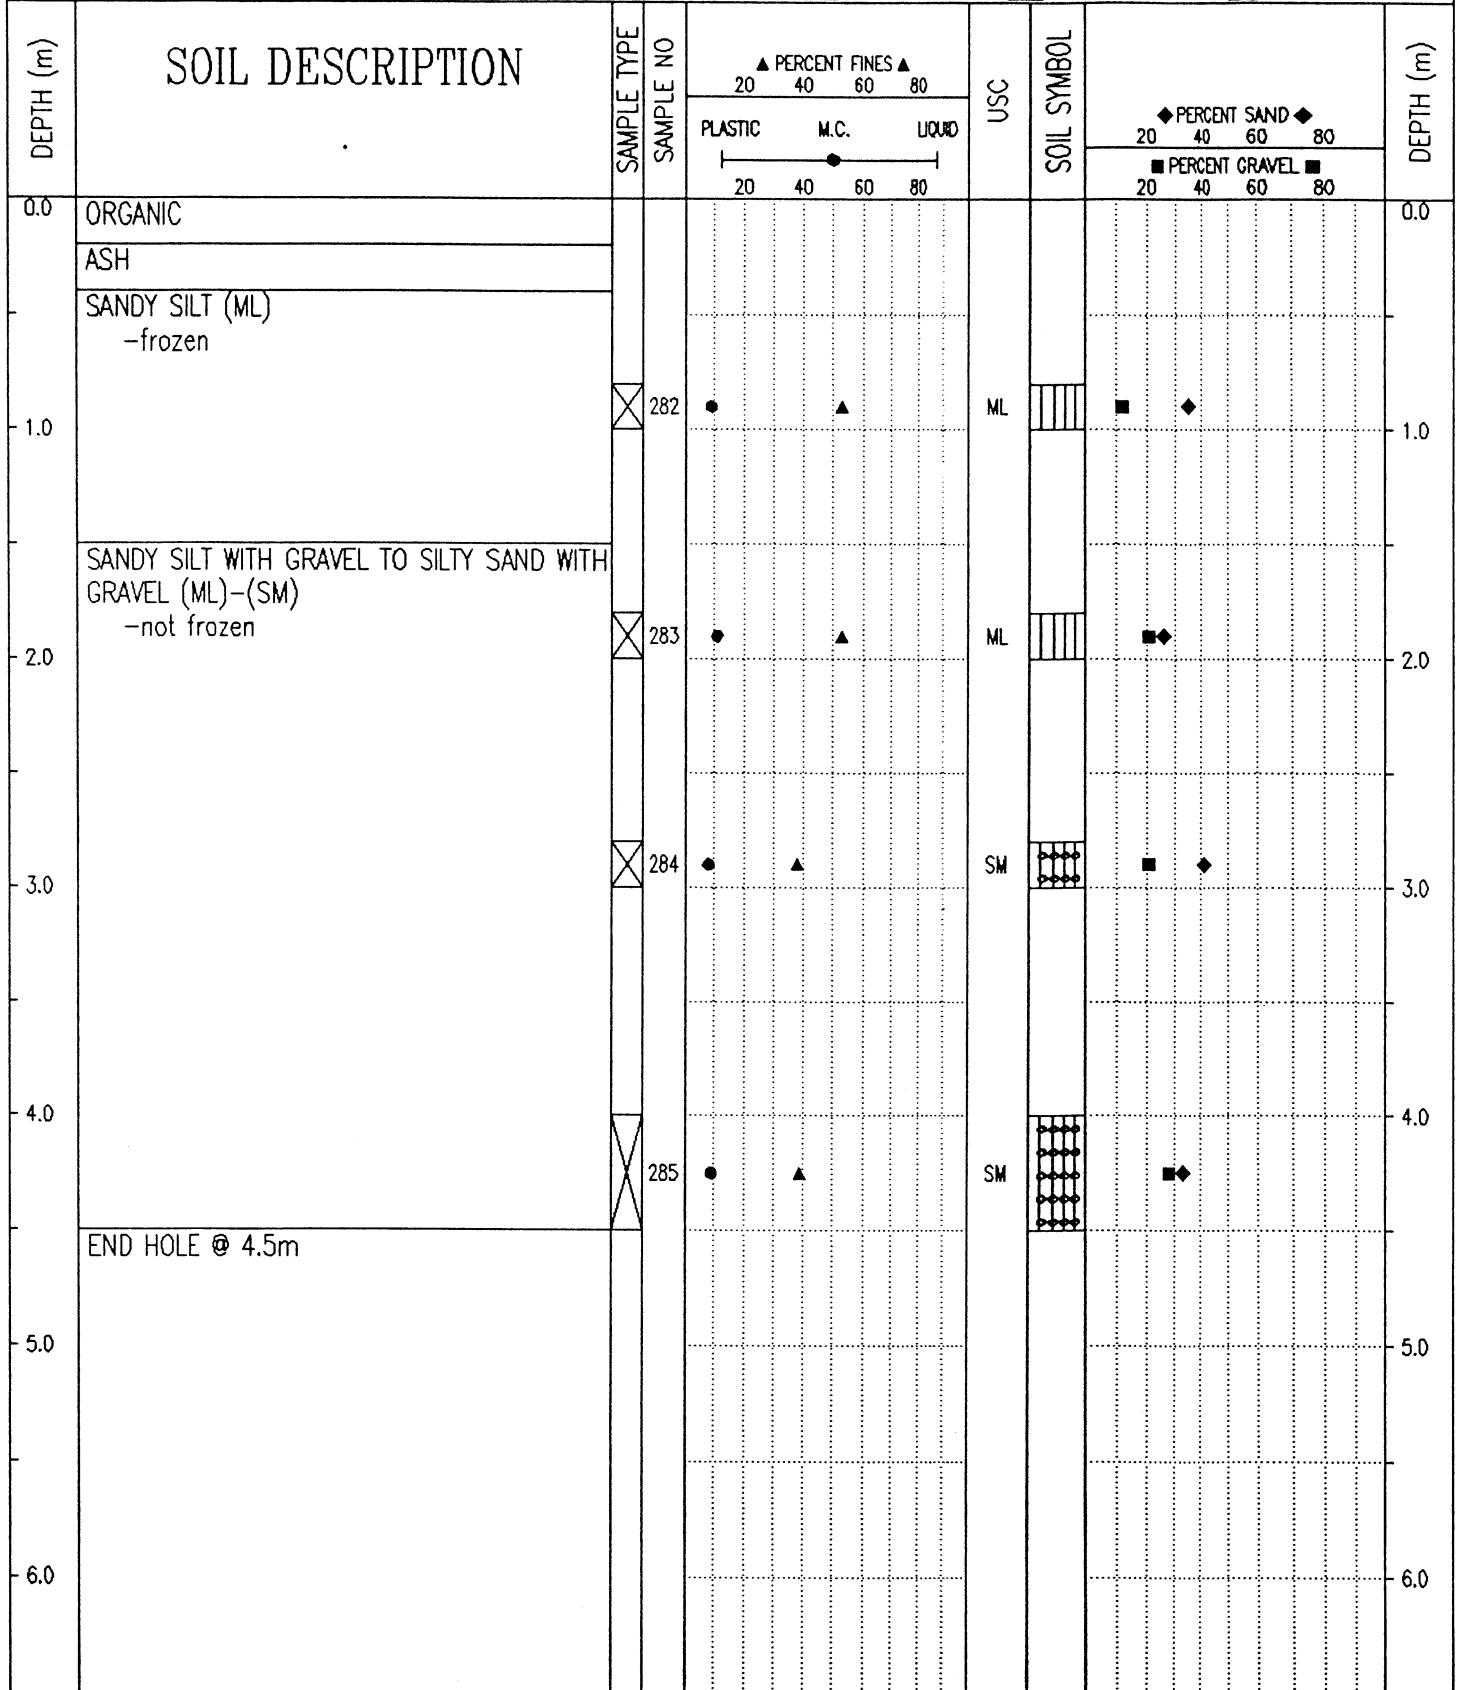 DEPTH (m)
SOIL DESCRIPTION
SAMPLE TYPE
SAMPLE NO
▲ PERCENT FINES ▲
20 40 60 80
PLASTIC M.C. LIQUID
20 40 60 80
USC
SOIL SYMBOL
◆ PERCENT SAND ◆
20 40 60 80
■ PERCENT GRAVEL ■
20 40 60 80
DEPTH (m)
0.0 ORGANIC 0.0
ASH
SANDY SILT (ML)
-frozen
282 ML
1.0 1.0
SANDY SILT WITH GRAVEL TO SILTY SAND WITH
GRAVEL (ML)-(SM)
-not frozen
283 ML
2.0 2.0
284 SM
3.0 3.0
4.0 4.0
285 SM
END HOLE @ 4.5m
5.0 5.0
6.0 6.0